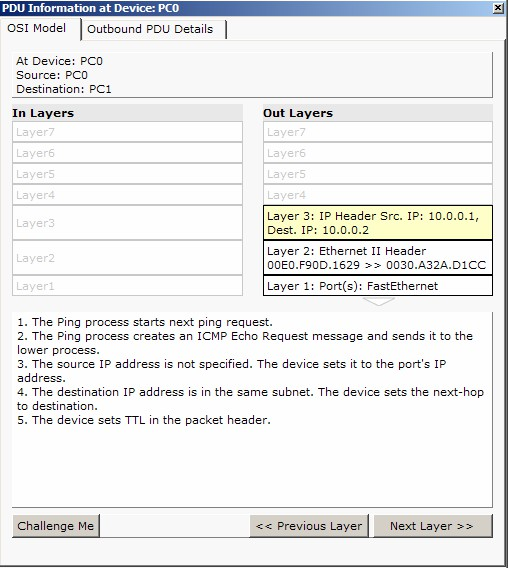 PDU Information at Device: PC0
OSI Model
Outbound PDU Details
At Device: PC0
Source: PC0
Destination: PC1
In Layers
Out Layers
Layer7
Layer7
Layer6
Layer6
Layer5
Layer5
Layer4
Layer4
Layer3
Layer 3: IP Header Src. IP: 10.0.0.1,
Dest. IP: 10.0.0.2
Layer2
Layer 2: Ethernet II Header
00E0.F90D.1629 >> 0030.A32A.D1CC
Layer1
Layer 1: Port(s): FastEthernet
1. The Ping process starts next ping request.
2. The Ping process creates an ICMP Echo Request message and sends it to the
lower process.
3. The source IP address is not specified. The device sets it to the port's IP
address.
4. The destination IP address is in the same subnet. The device sets the next-hop
to destination.
5. The device sets TTL in the packet header.
Challenge Me
<< Previous Layer
Next Layer >>